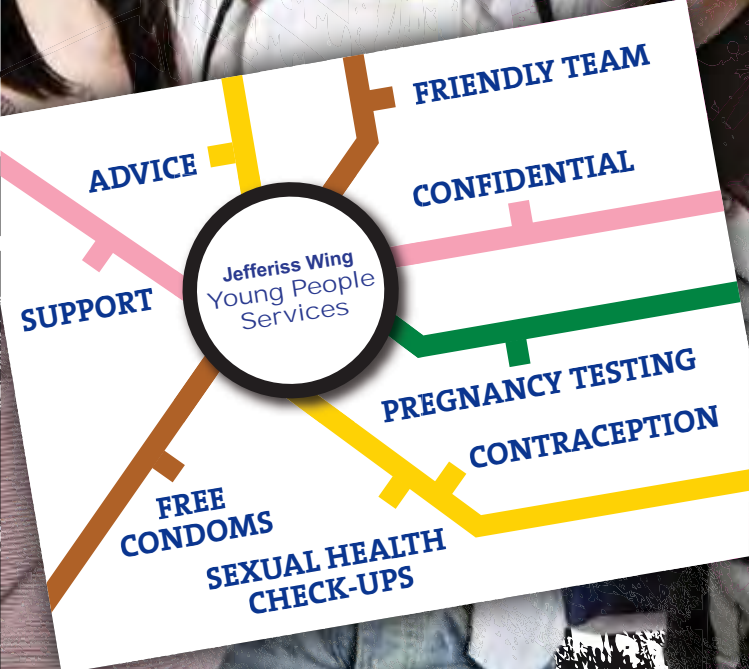 FRIENDLY TEAM
ADVICE
CONFIDENTIAL
Jefferiss Wing
Young People
Services
SUPPORT
PREGNANCY TESTING
CONTRACEPTION
FREE
CONDOMS
SEXUAL HEALTH
CHECK-UPS